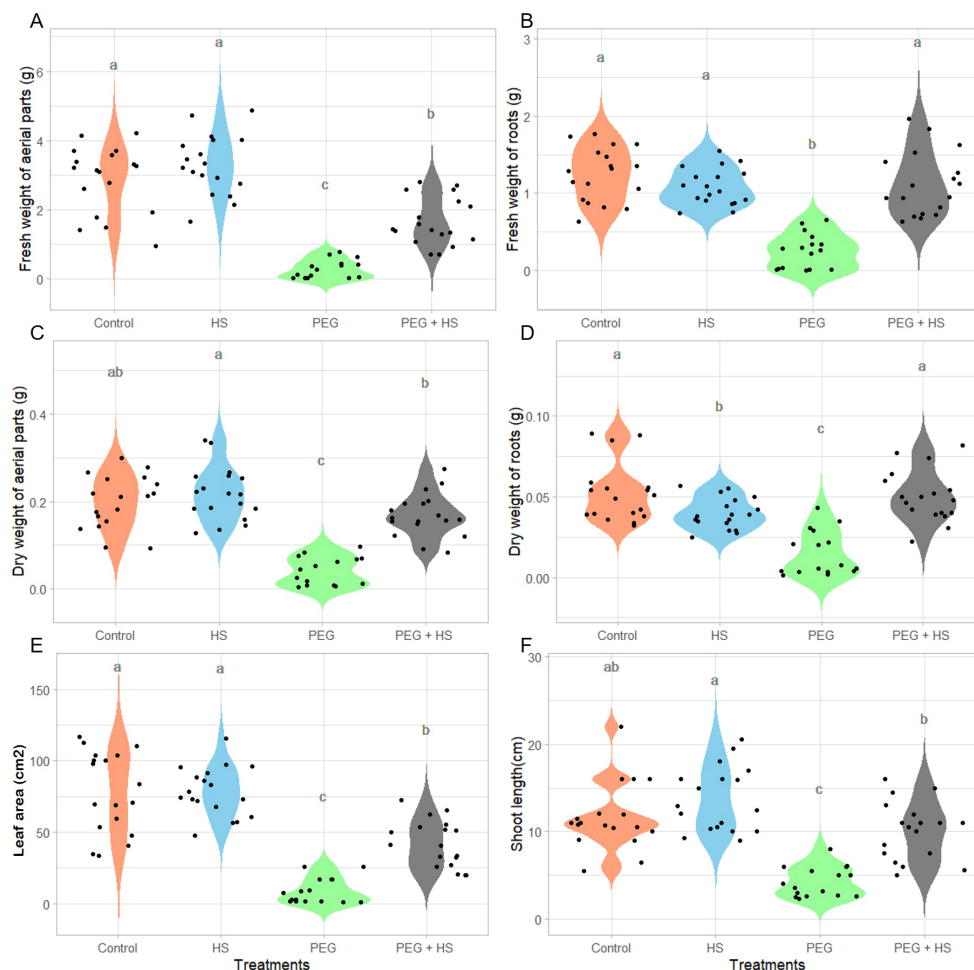 A
Fresh weight of aerial parts (g)
6
4
2
0
a
a
c
b
Control HS PEG PEG + HS
B
Fresh weight of roots (g)
3
2
1
0
a
a
b
a
Control HS PEG PEG + HS
C
Dry weight of aerial parts (g)
0.4
0.2
0.0
ab
a
c
b
Control HS PEG PEG + HS
D
Dry weight of roots (g)
0.10
0.05
0.00
a
b
c
a
Control HS PEG PEG + HS
E
Leaf area (cm2)
150
100
50
0
a
a
c
b
Control HS PEG PEG + HS
Treatments
F
Shoot length(cm)
30
20
10
0
ab
a
c
b
Control HS PEG PEG + HS
Treatments